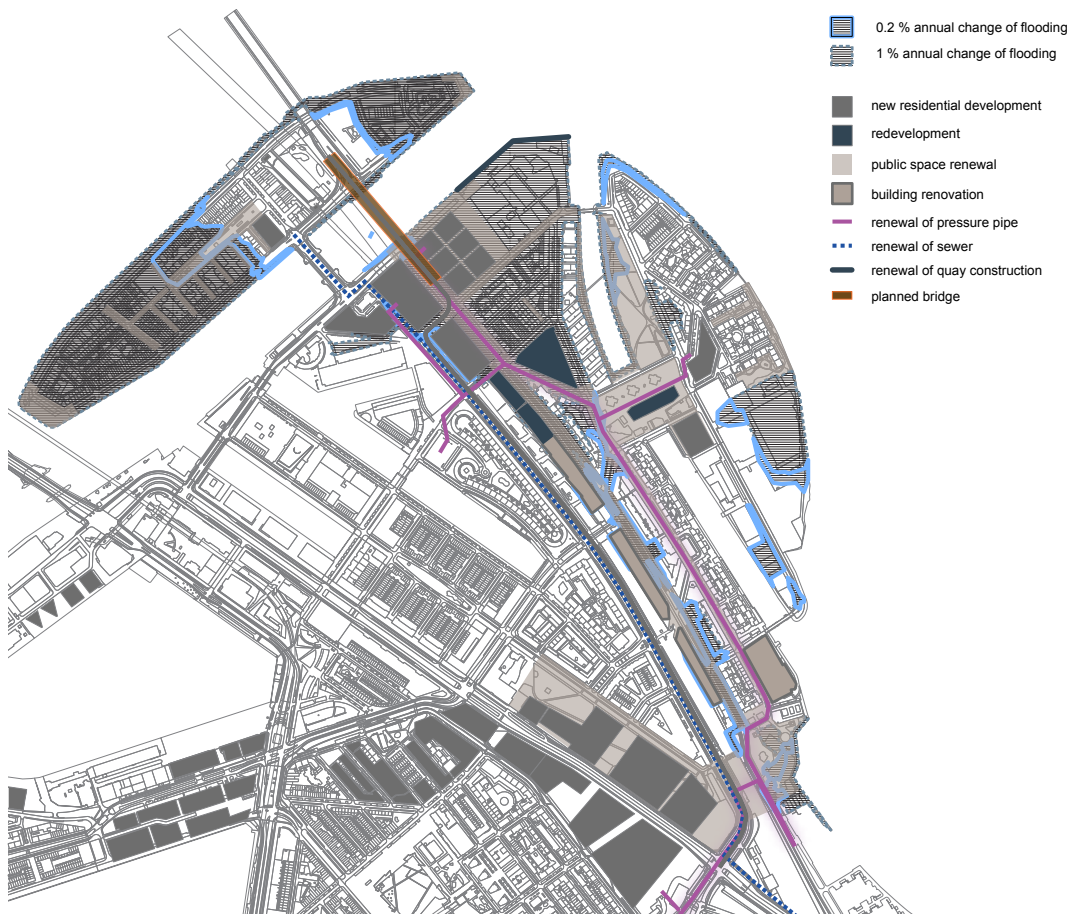 0.2 % annual change of flooding
1 % annual change of flooding
new residential development
redevelopment
public space renewal
building renovation
renewal of pressure pipe
renewal of sewer
renewal of quay construction
planned bridge